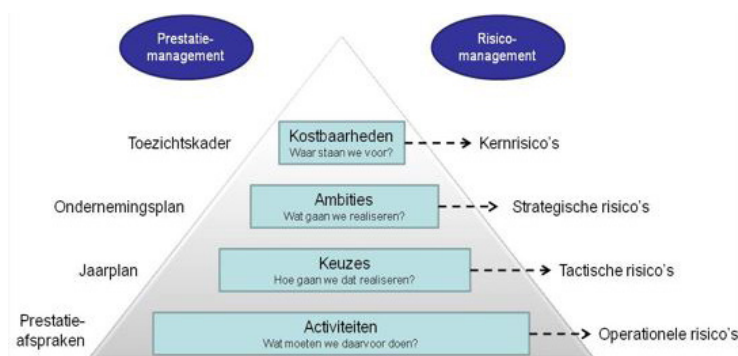 Prestatie-
management
Risico-
management
Toezichtskader
Kostbaarheden
Waar staan we voor?
Kernrisico's
Ondernemingsplan
Ambities
Wat gaan we realiseren?
Strategische risico's
Jaarplan
Keuzes
Hoe gaan we dat realiseren?
Tactische risico's
Prestatie-
afspraken
Activiteiten
Wat moeten we daarvoor doen?
Operationele risico's